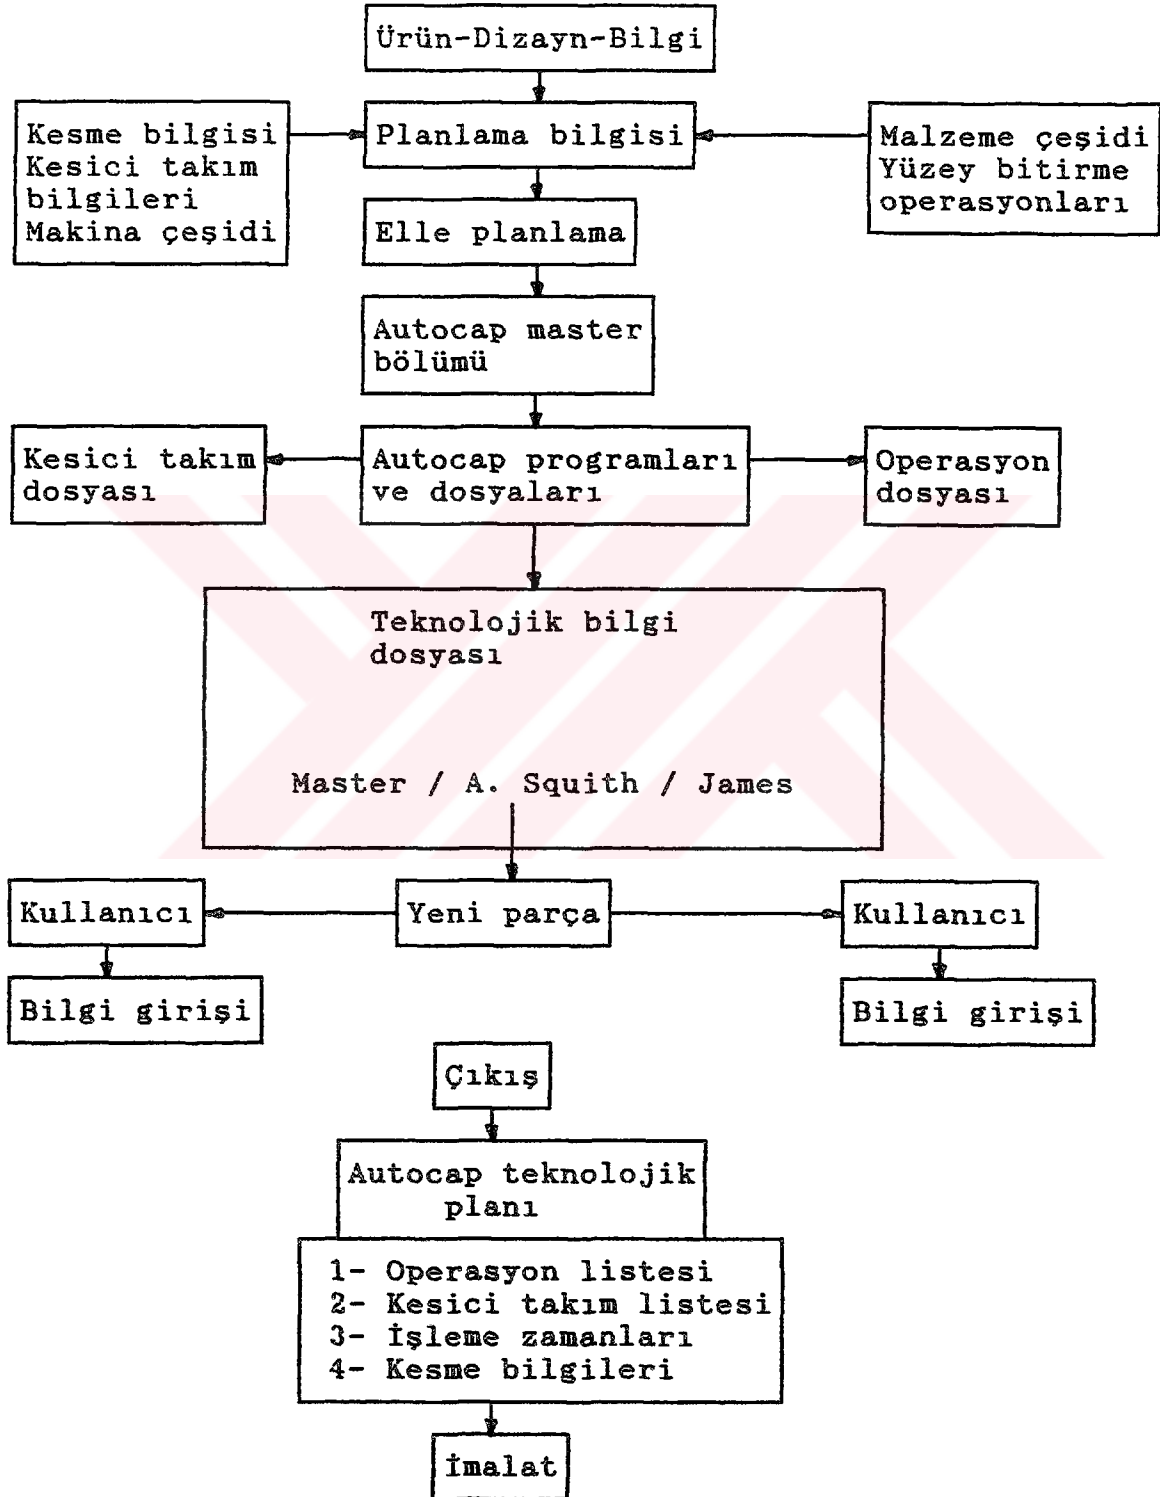 Ürün-Dizayn-Bilgi
Kesme bilgisi
Kesici takım
bilgileri
Makina çeşidi
Planlama bilgisi
Malzeme çeşidi
Yüzey bitirme
operasyonları
Elle planlama
Autocap master
bölümü
Kesici takım
dosyası
Autocap programları
ve dosyaları
Operasyon
dosyası
Teknolojik bilgi
dosyası
Master / A. Squith / James
Kullanıcı
Yeni parça
Kullanıcı
Bilgi girişi
Bilgi girişi
Çıkış
Autocap teknolojik
planı
1- Operasyon listesi
2- Kesici takım listesi
3- İşleme zamanları
4- Kesme bilgileri
İmalat